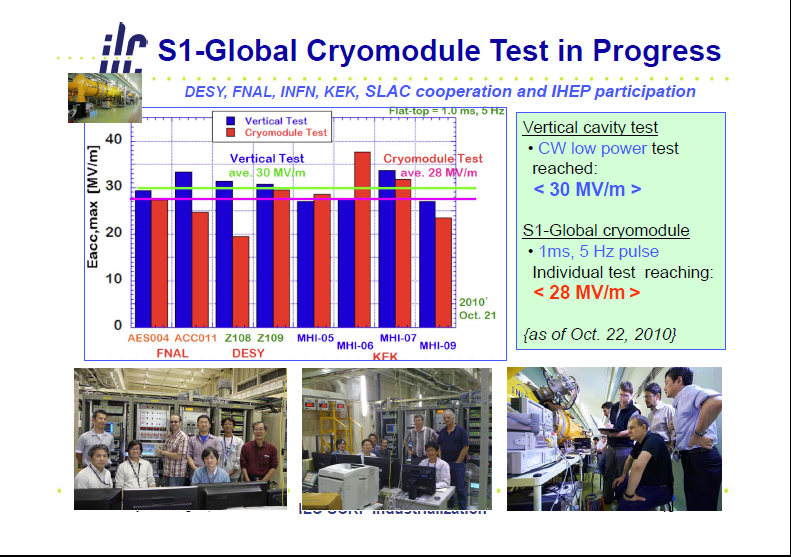 ilc
S1-Global Cryomodule Test in Progress
DESY, FNAL, INFN, KEK, SLAC cooperation and IHEP participation
Flat-top = 1.0 ms, 5 Hz
Vertical Test
Cryomodule Test
Vertical Test
ave. 30 MV/m
Cryomodule Test
ave. 28 MV/m
Eacc,max [MV/m]
40
30
20
10
0
2010'
Oct. 21
AES004 ACC011 Z108 Z109 MHI-05 MHI-06 MHI-07 MHI-09
FNAL DESY KEK
Vertical cavity test
• CW low power test
reached:
< 30 MV/m >
S1-Global cryomodule
• 1ms, 5 Hz pulse
Individual test reaching:
< 28 MV/m >
{as of Oct. 22, 2010}
Industrialization